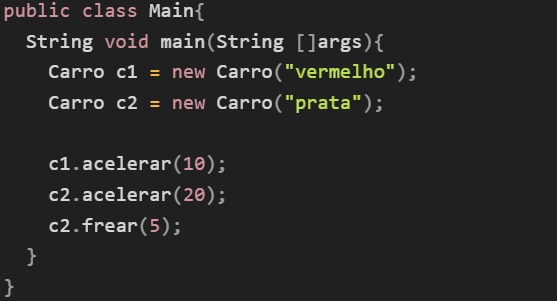 public class Main{
  String void main(String []args){
    Carro c1 = new Carro("vermelho");
    Carro c2 = new Carro("prata");

    c1.acelerar(10);
    c2.acelerar(20);
    c2.frear(5);
  }
}